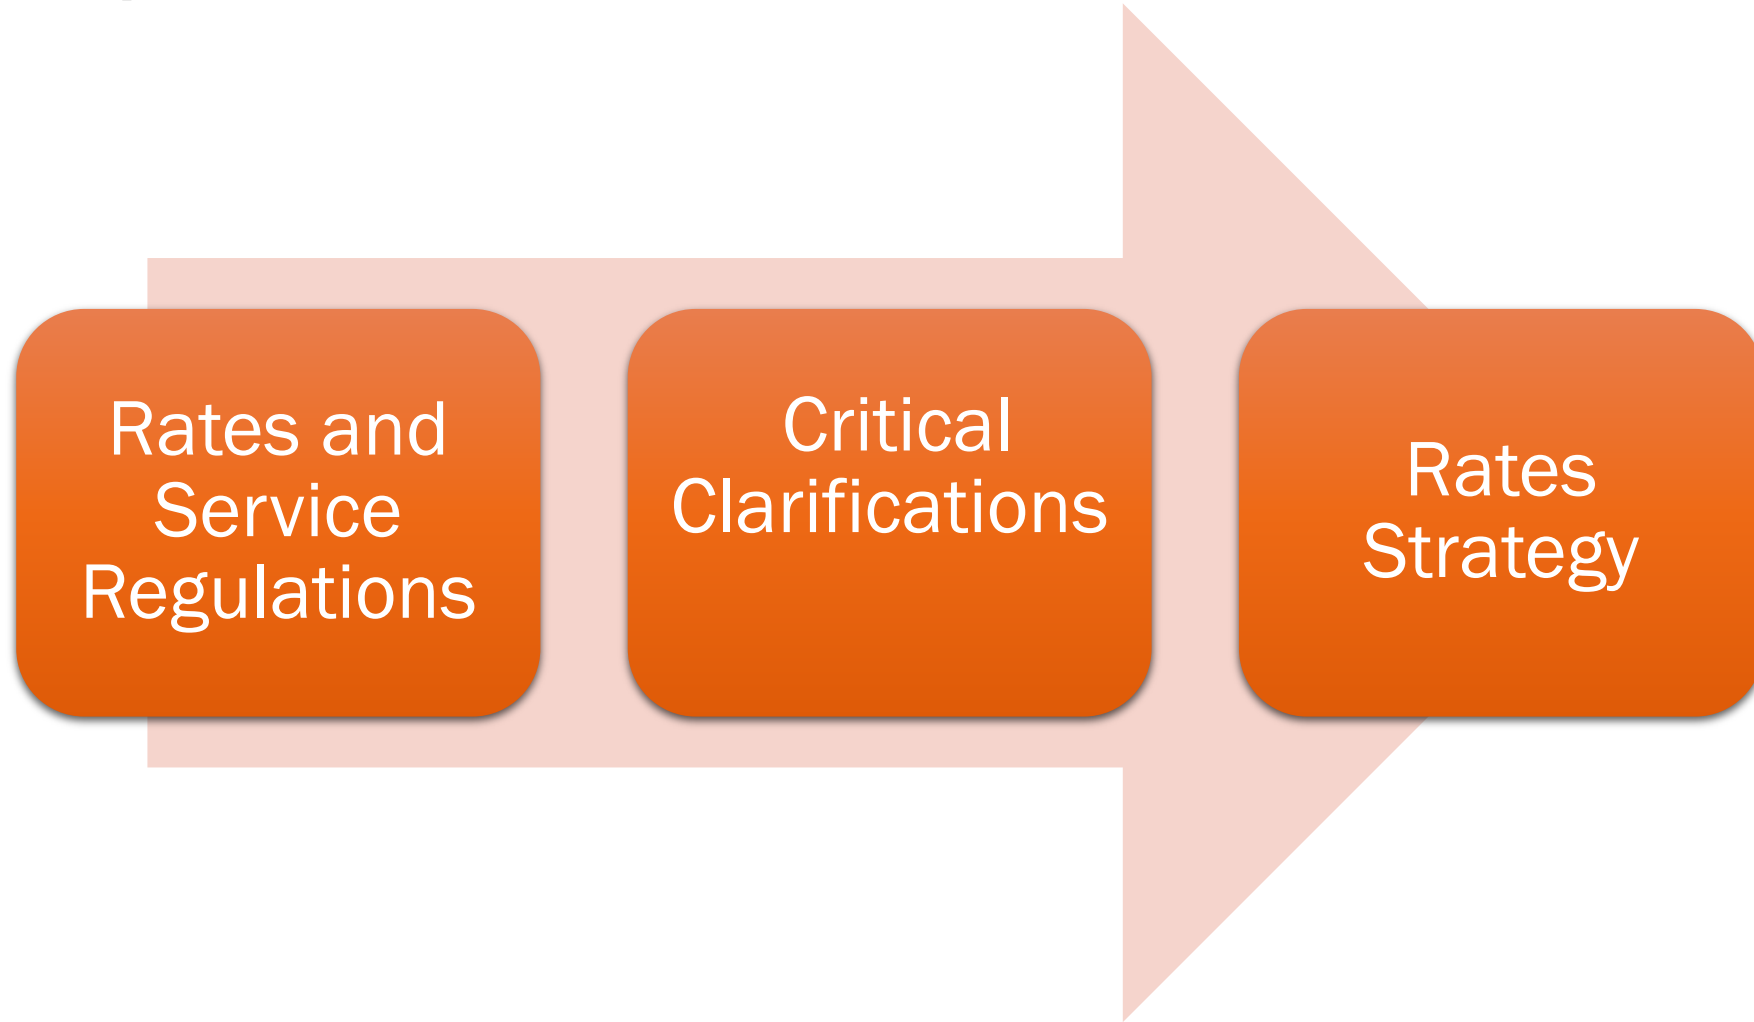 Rates and
Service
Regulations
Critical
Clarifications
Rates
Strategy